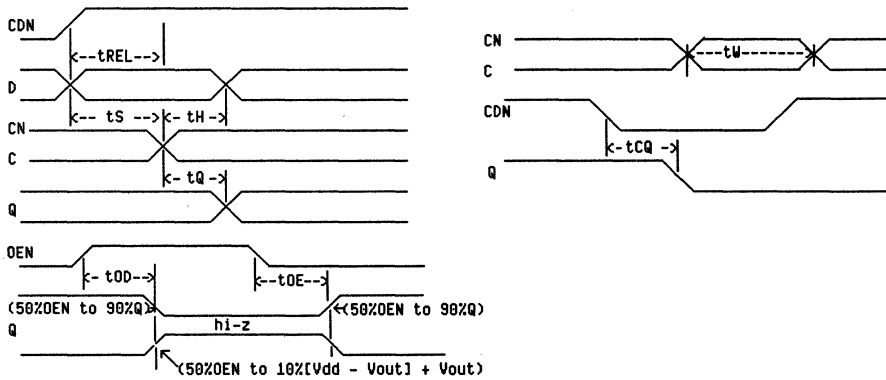 CDN
<--tREL-->
D
<-- tS --><- tH -->
CN
C
<- tQ -->
Q
OEN
<- tOD--> <--tOE-->
(50%OEN to 90%Q) (50%OEN to 90%Q)
hi-z
Q
(50%OEN to 10%[Vdd - Vout] + Vout)
CN
<-------tW------->
C
CDN
<-tCQ ->
Q